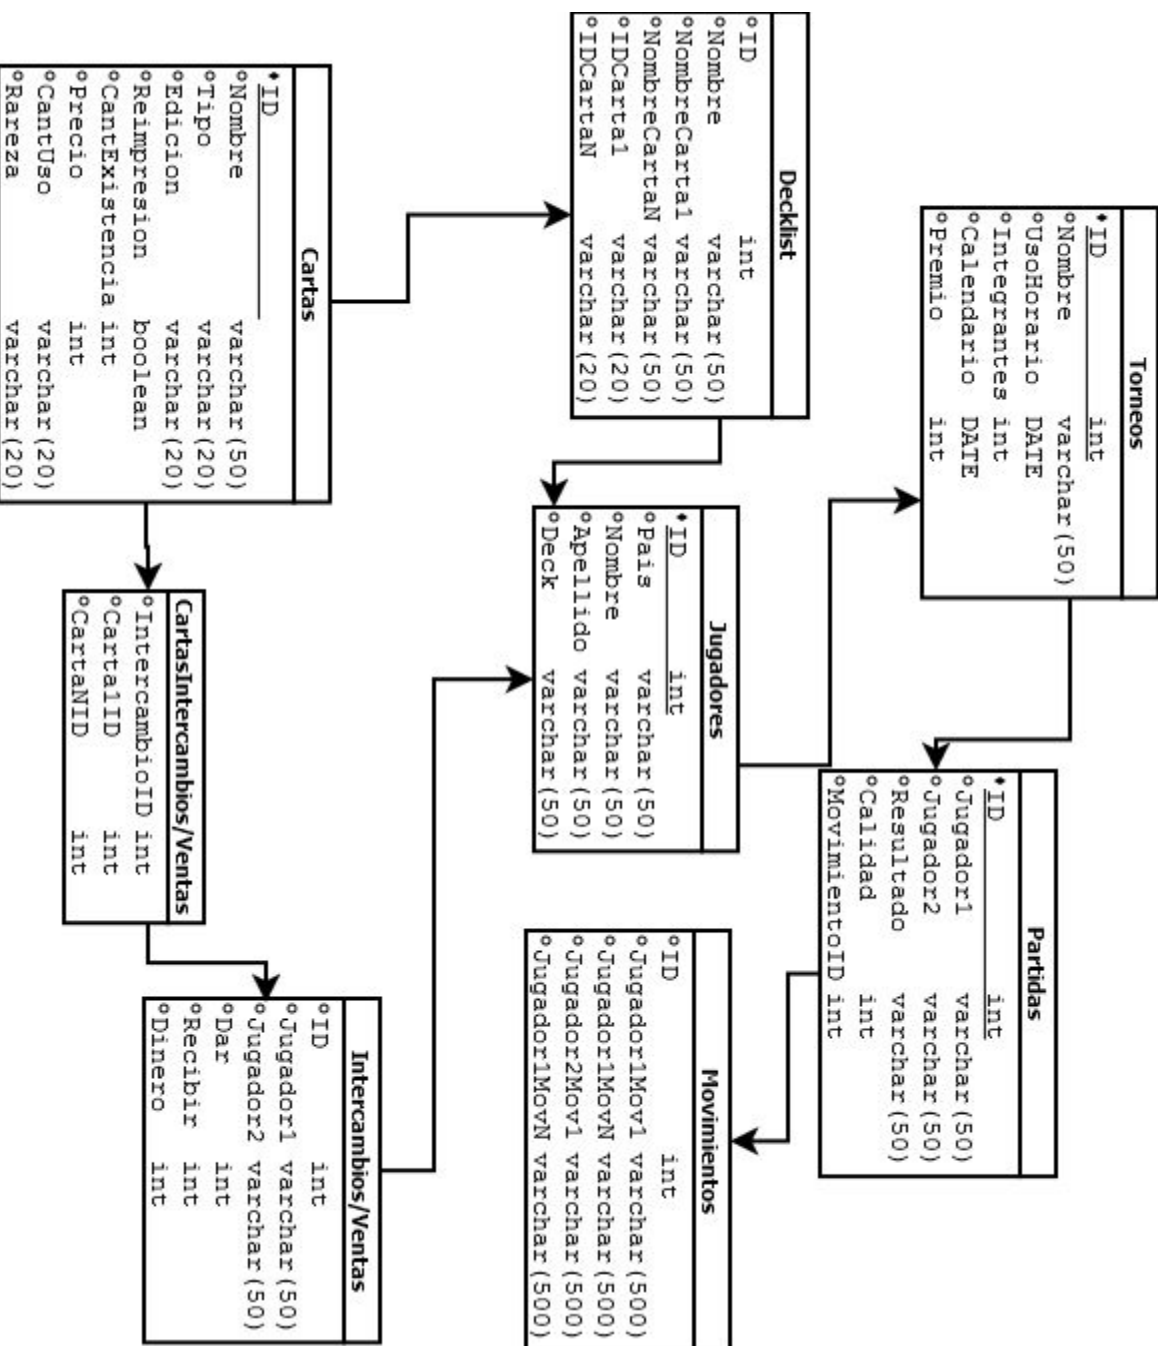 Torneos
ID int
Nombre varchar(50)
UsoHorario DATE
Integrantes int
Calendario DATE
Premio int
Partidas
ID int
Jugador1 varchar(50)
Jugador2 varchar(50)
Resultado varchar(50)
Calidad int
MovimientoID int
Decklist
ID int
Nombre varchar(50)
NombreCarta1 varchar(50)
NombreCartaN varchar(50)
IDCarta1 varchar(20)
IDCartaN varchar(20)
Jugadores
ID int
Pais varchar(50)
Nombre varchar(50)
Apellido varchar(50)
Deck varchar(50)
Movimientos
ID int
Jugador1Mov1 varchar(500)
Jugador1MovN varchar(500)
Jugador2Mov1 varchar(500)
Jugador1MovN varchar(500)
Cartas
ID
Nombre varchar(50)
Tipo varchar(20)
Edicion varchar(20)
Reimpresion boolean
CantExistencia int
Precio int
CantUso varchar(20)
Rareza varchar(20)
CartasIntercambios/Ventas
IntercambioID int
Carta1ID int
CartaNID int
Intercambios/Ventas
ID int
Jugador1 varchar(50)
Jugador2 varchar(50)
Dar int
Recibir int
Dinero int